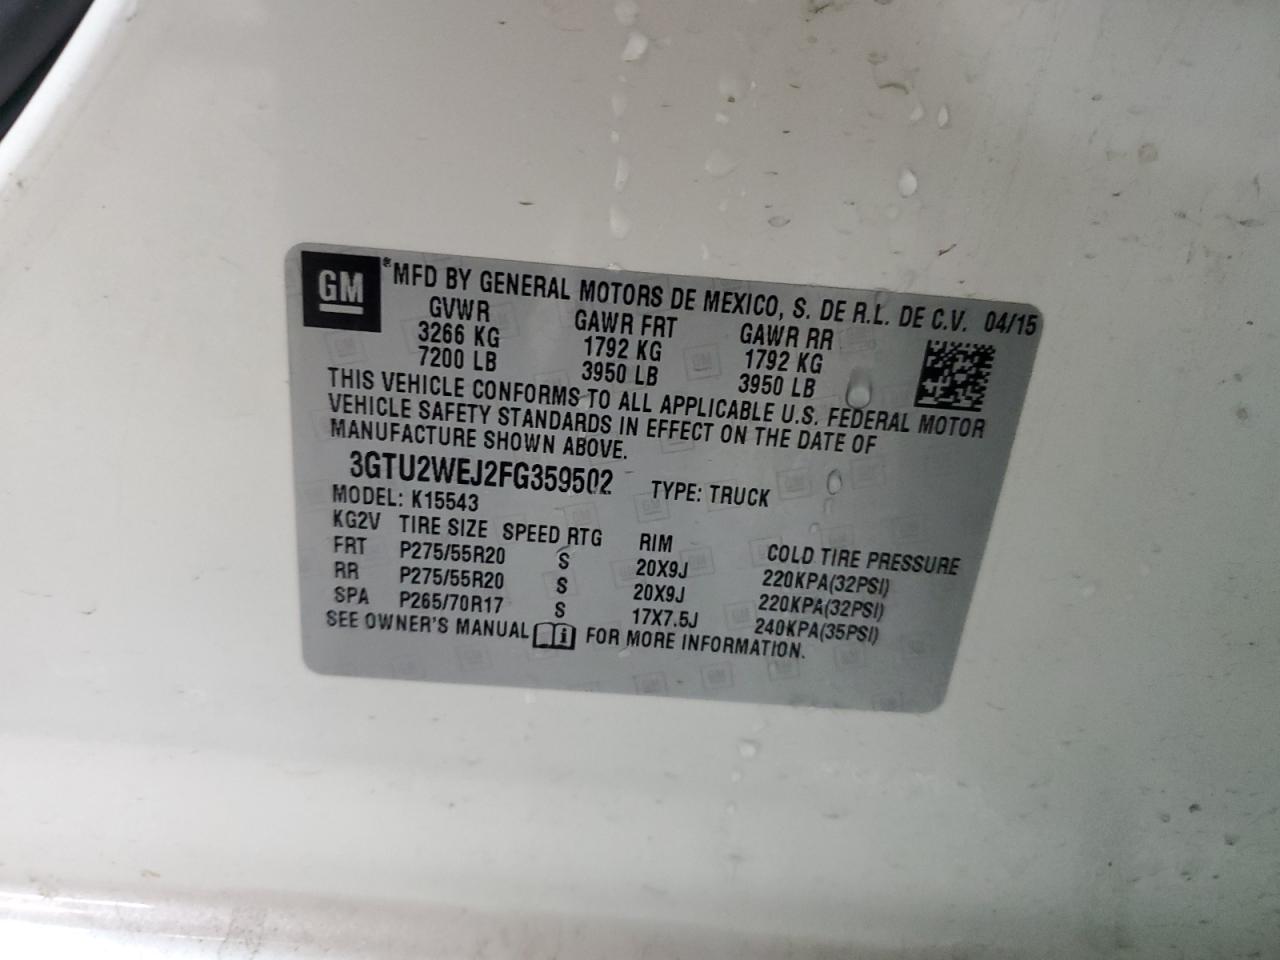 GM ® MFD BY GENERAL MOTORS DE MEXICO, S. DE R.L. DE C.V. 04/15
GVWR GAWR FRT GAWR RR
3266 KG 1792 KG 1792 KG
7200 LB 3950 LB 3950 LB
THIS VEHICLE CONFORMS TO ALL APPLICABLE U.S. FEDERAL MOTOR
VEHICLE SAFETY STANDARDS IN EFFECT ON THE DATE OF
MANUFACTURE SHOWN ABOVE.
3GTU2WEJ2FG359502 TYPE: TRUCK
MODEL: K15543
KG2V TIRE SIZE SPEED RTG RIM COLD TIRE PRESSURE
FRT P275/55R20 S 20X9J 220KPA(32PSI)
RR P275/55R20 S 20X9J 220KPA(32PSI)
SPA P265/70R17 S 17X7.5J 240KPA(35PSI)
SEE OWNER'S MANUAL i FOR MORE INFORMATION.